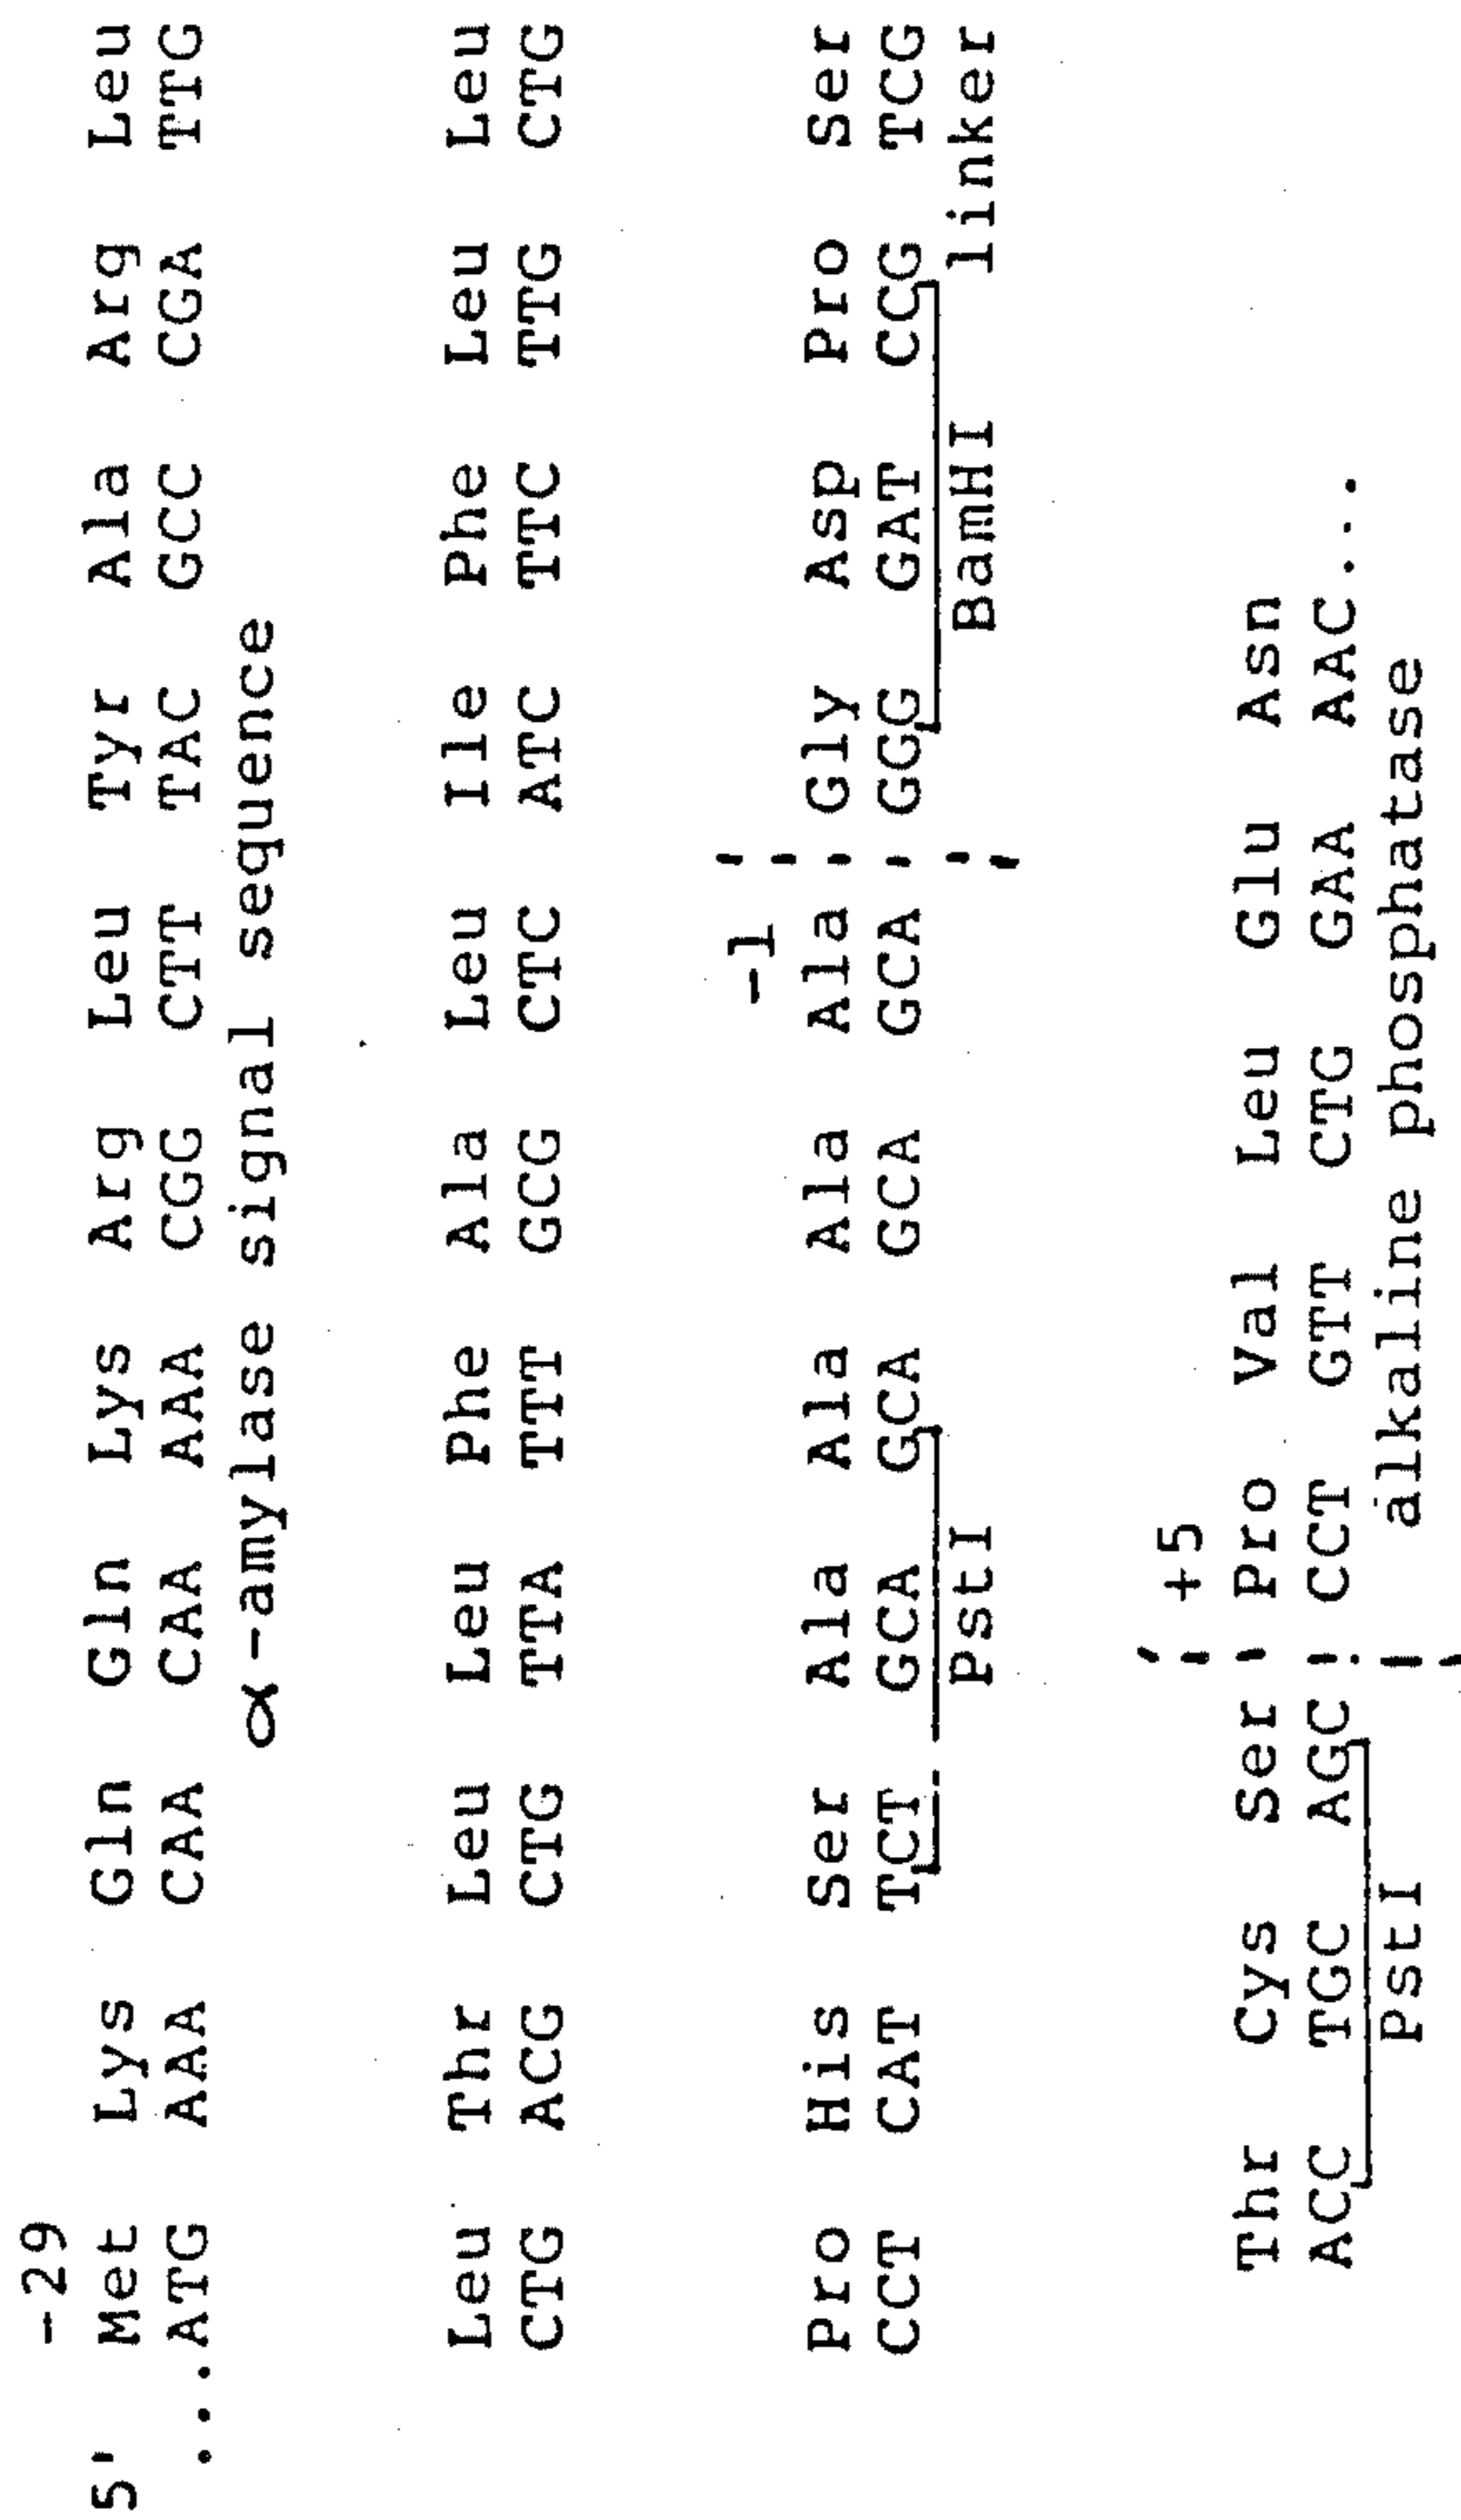 -29
5' Met Lys Gln Gln Lys Arg Leu Tyr Ala Arg Leu
...ATG AAA CAA CAA AAA CGG CTT TAC GCC CGA TTG
α-amylase signal sequence
Leu Thr Leu Leu Phe Ala Leu Ile Phe Leu Leu
CTG ACG CTG TTA TTT GCG CTC ATC TTC TTG CTG
-1
Pro His Ser Ala Ala Ala Ala Gly Asp Pro Ser
CCT CAT TCT GCA GCA GCA GCA GGG GAT CCG TCG
PstI BamHI linker
+5
Thr Cys Ser Pro Val Leu Glu Asn
ACC TGC AGC CCT GTT CTG GAA AAC...
PstI alkaline phosphatase